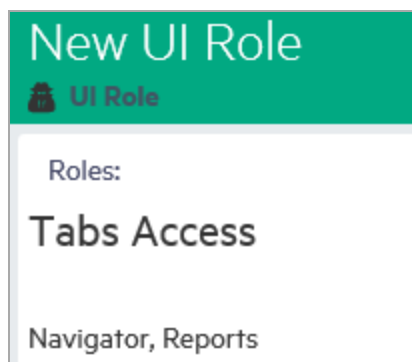 New UI Role
UI Role
Roles:
Tabs Access
Navigator, Reports